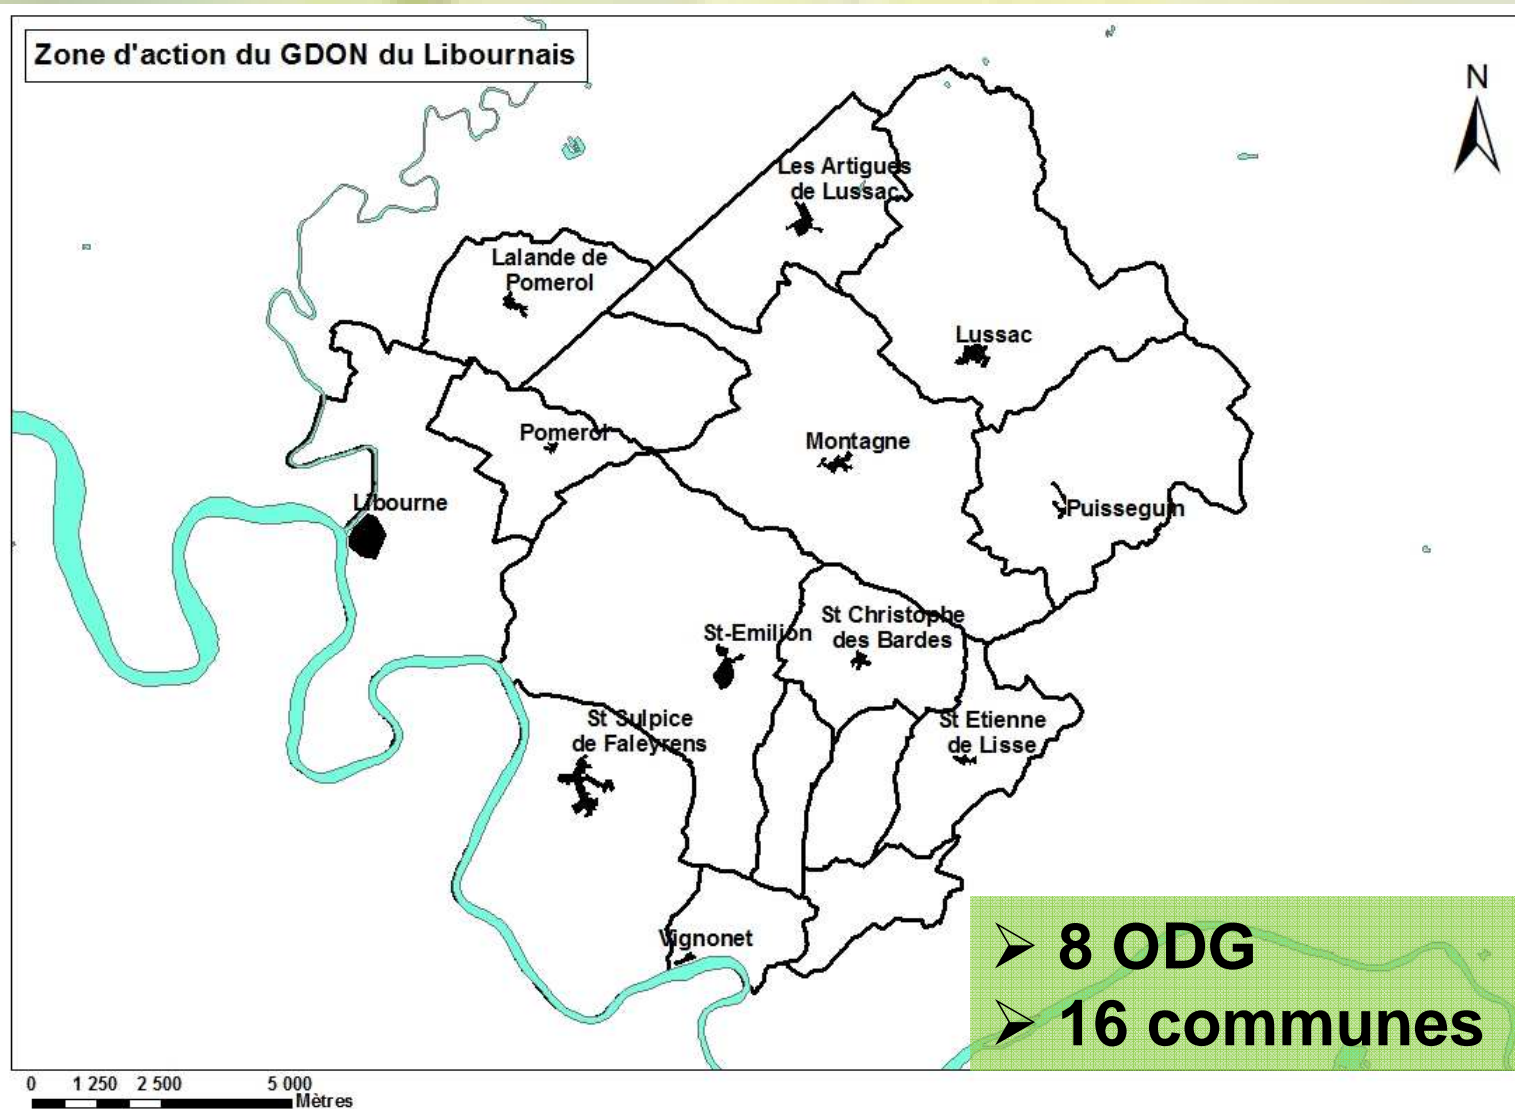 Zone d'action du GDON du Libournais
N
Les Artigues
de Lussac
Lalande de
Pomerol
Lussac
Pomerol
Montagne
Libourne
Puisseguin
St Christophe
des Bardes
St-Emilion
St Sulpice
de Faleyrens
St Etienne
de Lisse
Vignonet
➢ 8 ODG
➢ 16 communes
0 1 250 2 500 5 000
Mètres